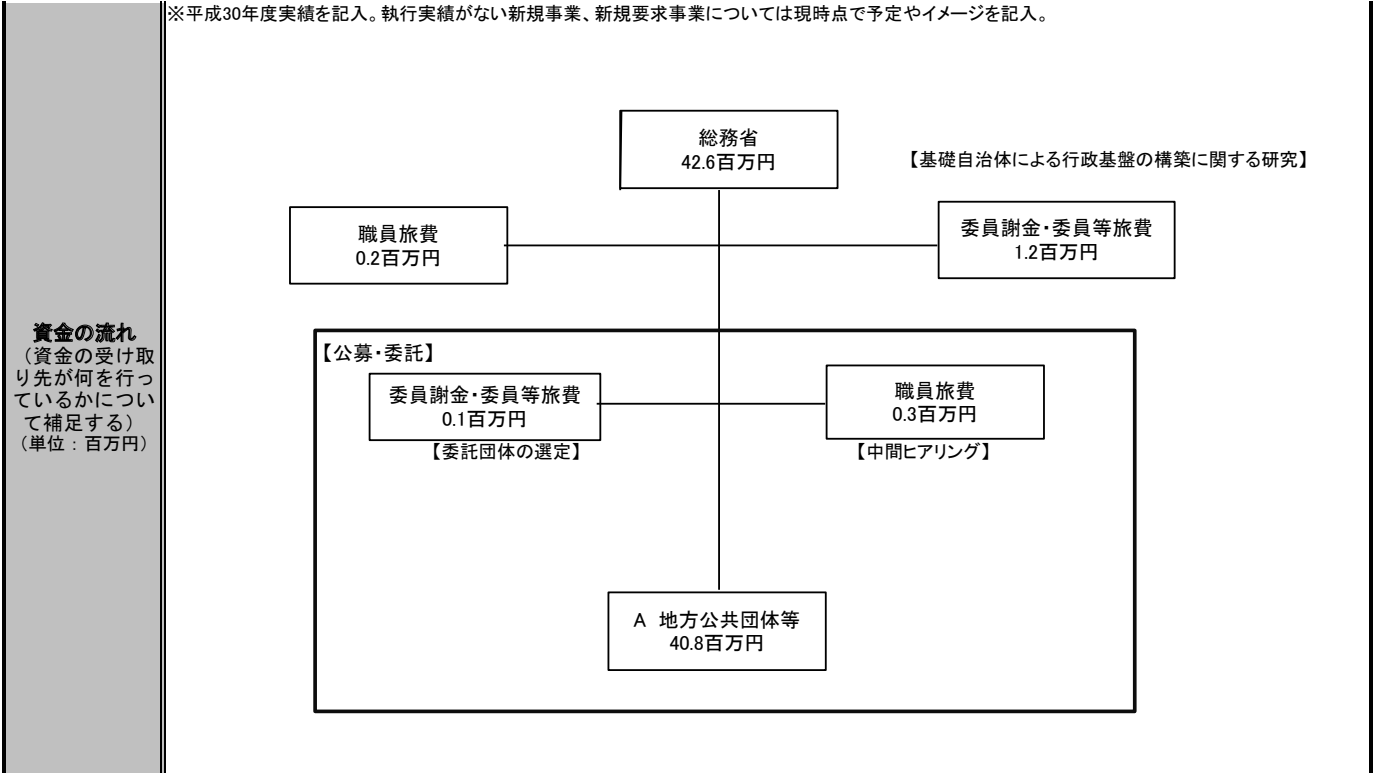 ※平成30年度実績を記入。執行実績がない新規事業、新規要求事業については現時点で予定やイメージを記入。
総務省
42.6百万円
【基礎自治体による行政基盤の構築に関する研究】
職員旅費
0.2百万円
委員謝金・委員等旅費
1.2百万円
資金の流れ
（資金の受け取
り先が何を行っ
ているかについ
て補足する）
（単位：百万円）
【公募・委託】
委員謝金・委員等旅費
0.1百万円
【委託団体の選定】
職員旅費
0.3百万円
【中間ヒアリング】
A　地方公共団体等
40.8百万円